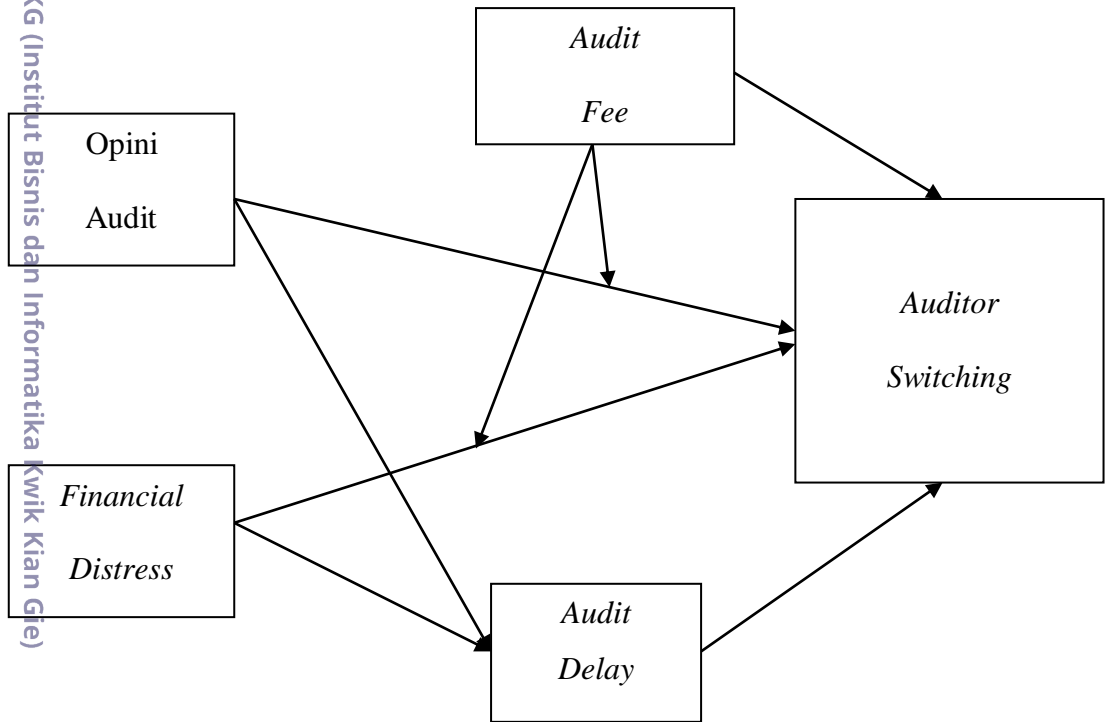 KG (Institut Bisnis dan Informatika Kwik Kian Gie)
Audit
Fee
Opini
Audit
Auditor
Switching
Financial
Distress
Audit
Delay